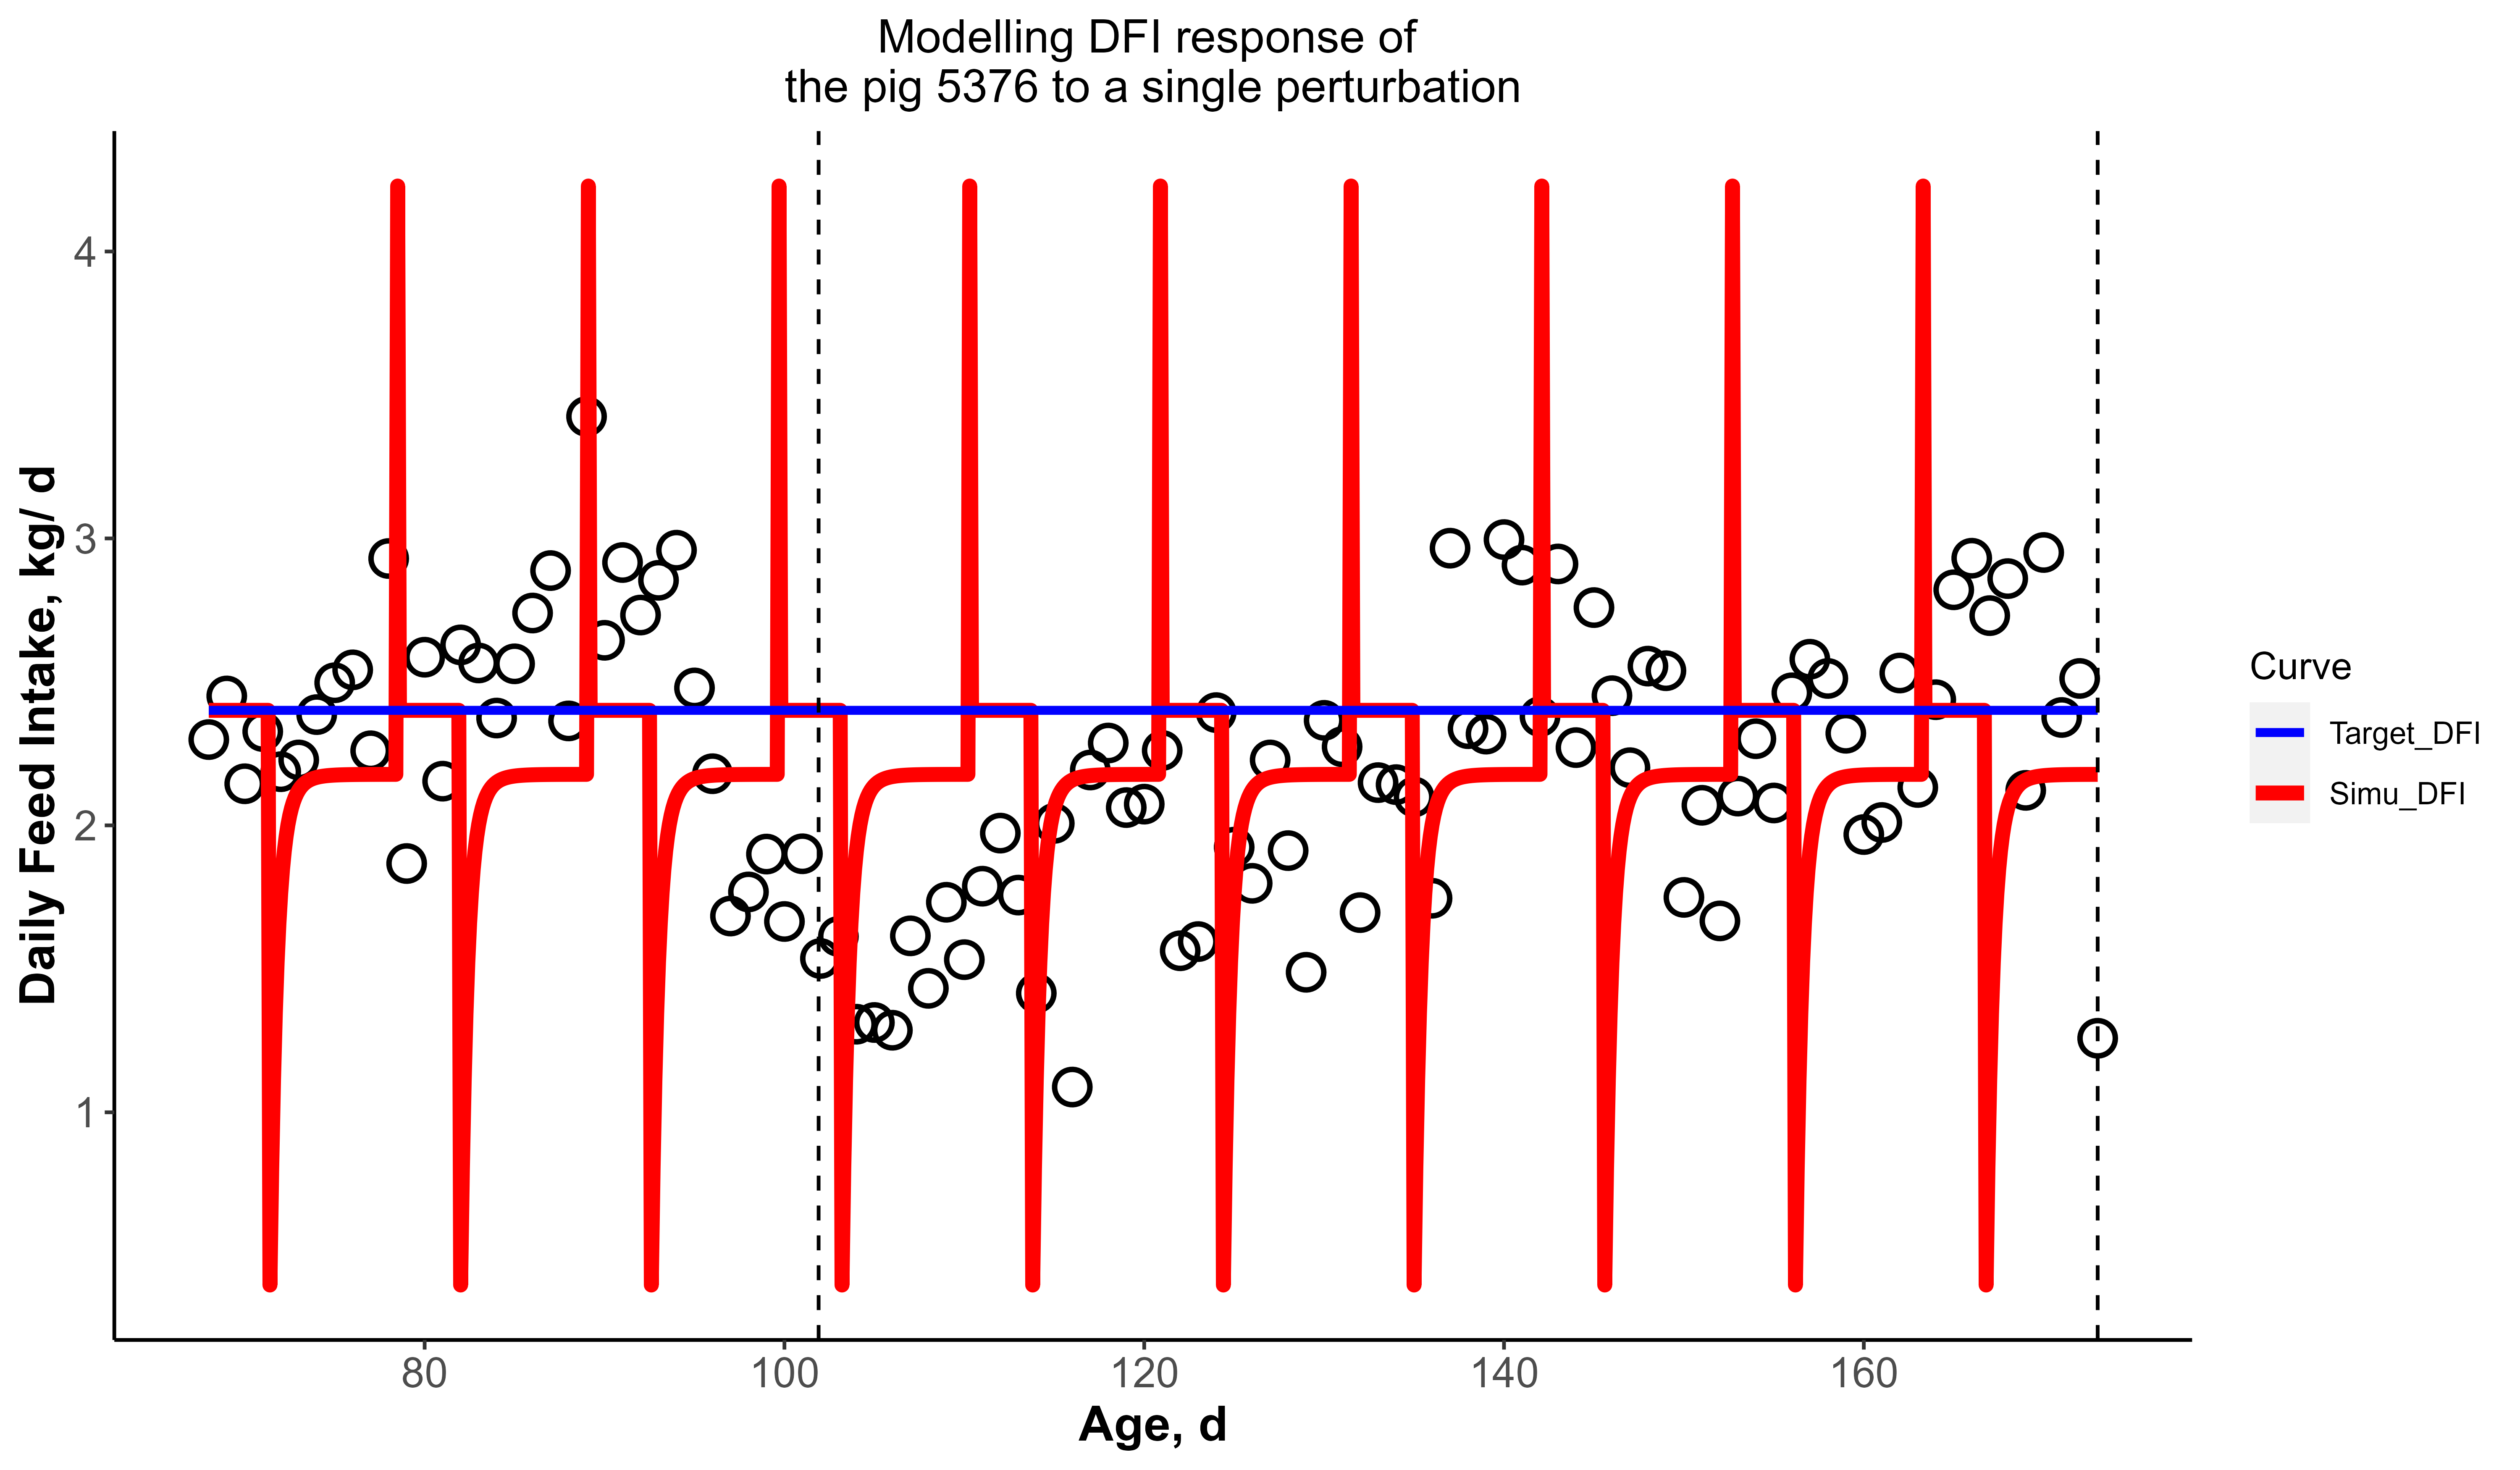 Modelling DFI response of
the pig 5376 to a single perturbation
Daily Feed Intake, kg/ d
4
3
2
1
80 100 120 140 160
Age, d
Curve
Target_DFI
Simu_DFI